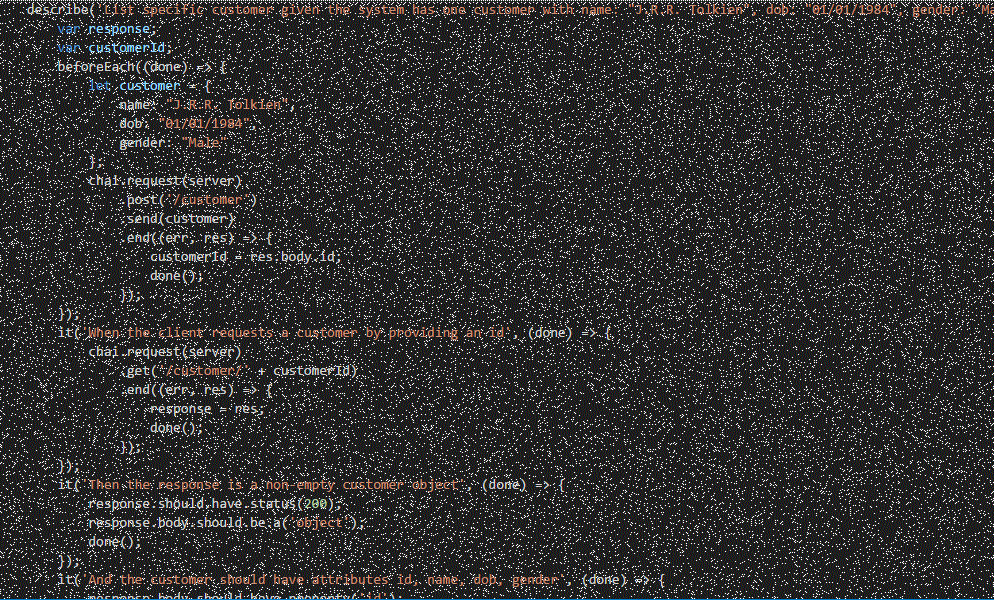 describe('List specific customer given the system has one customer with name: "J.R.R. Tolkien", dob: "01/01/1984", gender: "Ma
    var response;
    var customerId;
    beforeEach((done) => {
        let customer = {
            name: "J.R.R. Tolkien",
            dob: "01/01/1984",
            gender: "Male"
        };
        chai.request(server)
            .post('/customer')
            .send(customer)
            .end((err, res) => {
                customerId = res.body.id;
                done();
            });
    });
    it('When the client requests a customer by providing an id', (done) => {
        chai.request(server)
            .get('/customer/' + customerId)
            .end((err, res) => {
                response = res;
                done();
            });
    });
    it('Then the response is a non-empty customer object', (done) => {
        response.should.have.status(200);
        response.body.should.be.a('object');
        done();
    });
    it('And the customer should have attributes id, name, dob, gender', (done) => {
        response.body.should.have.property('id');